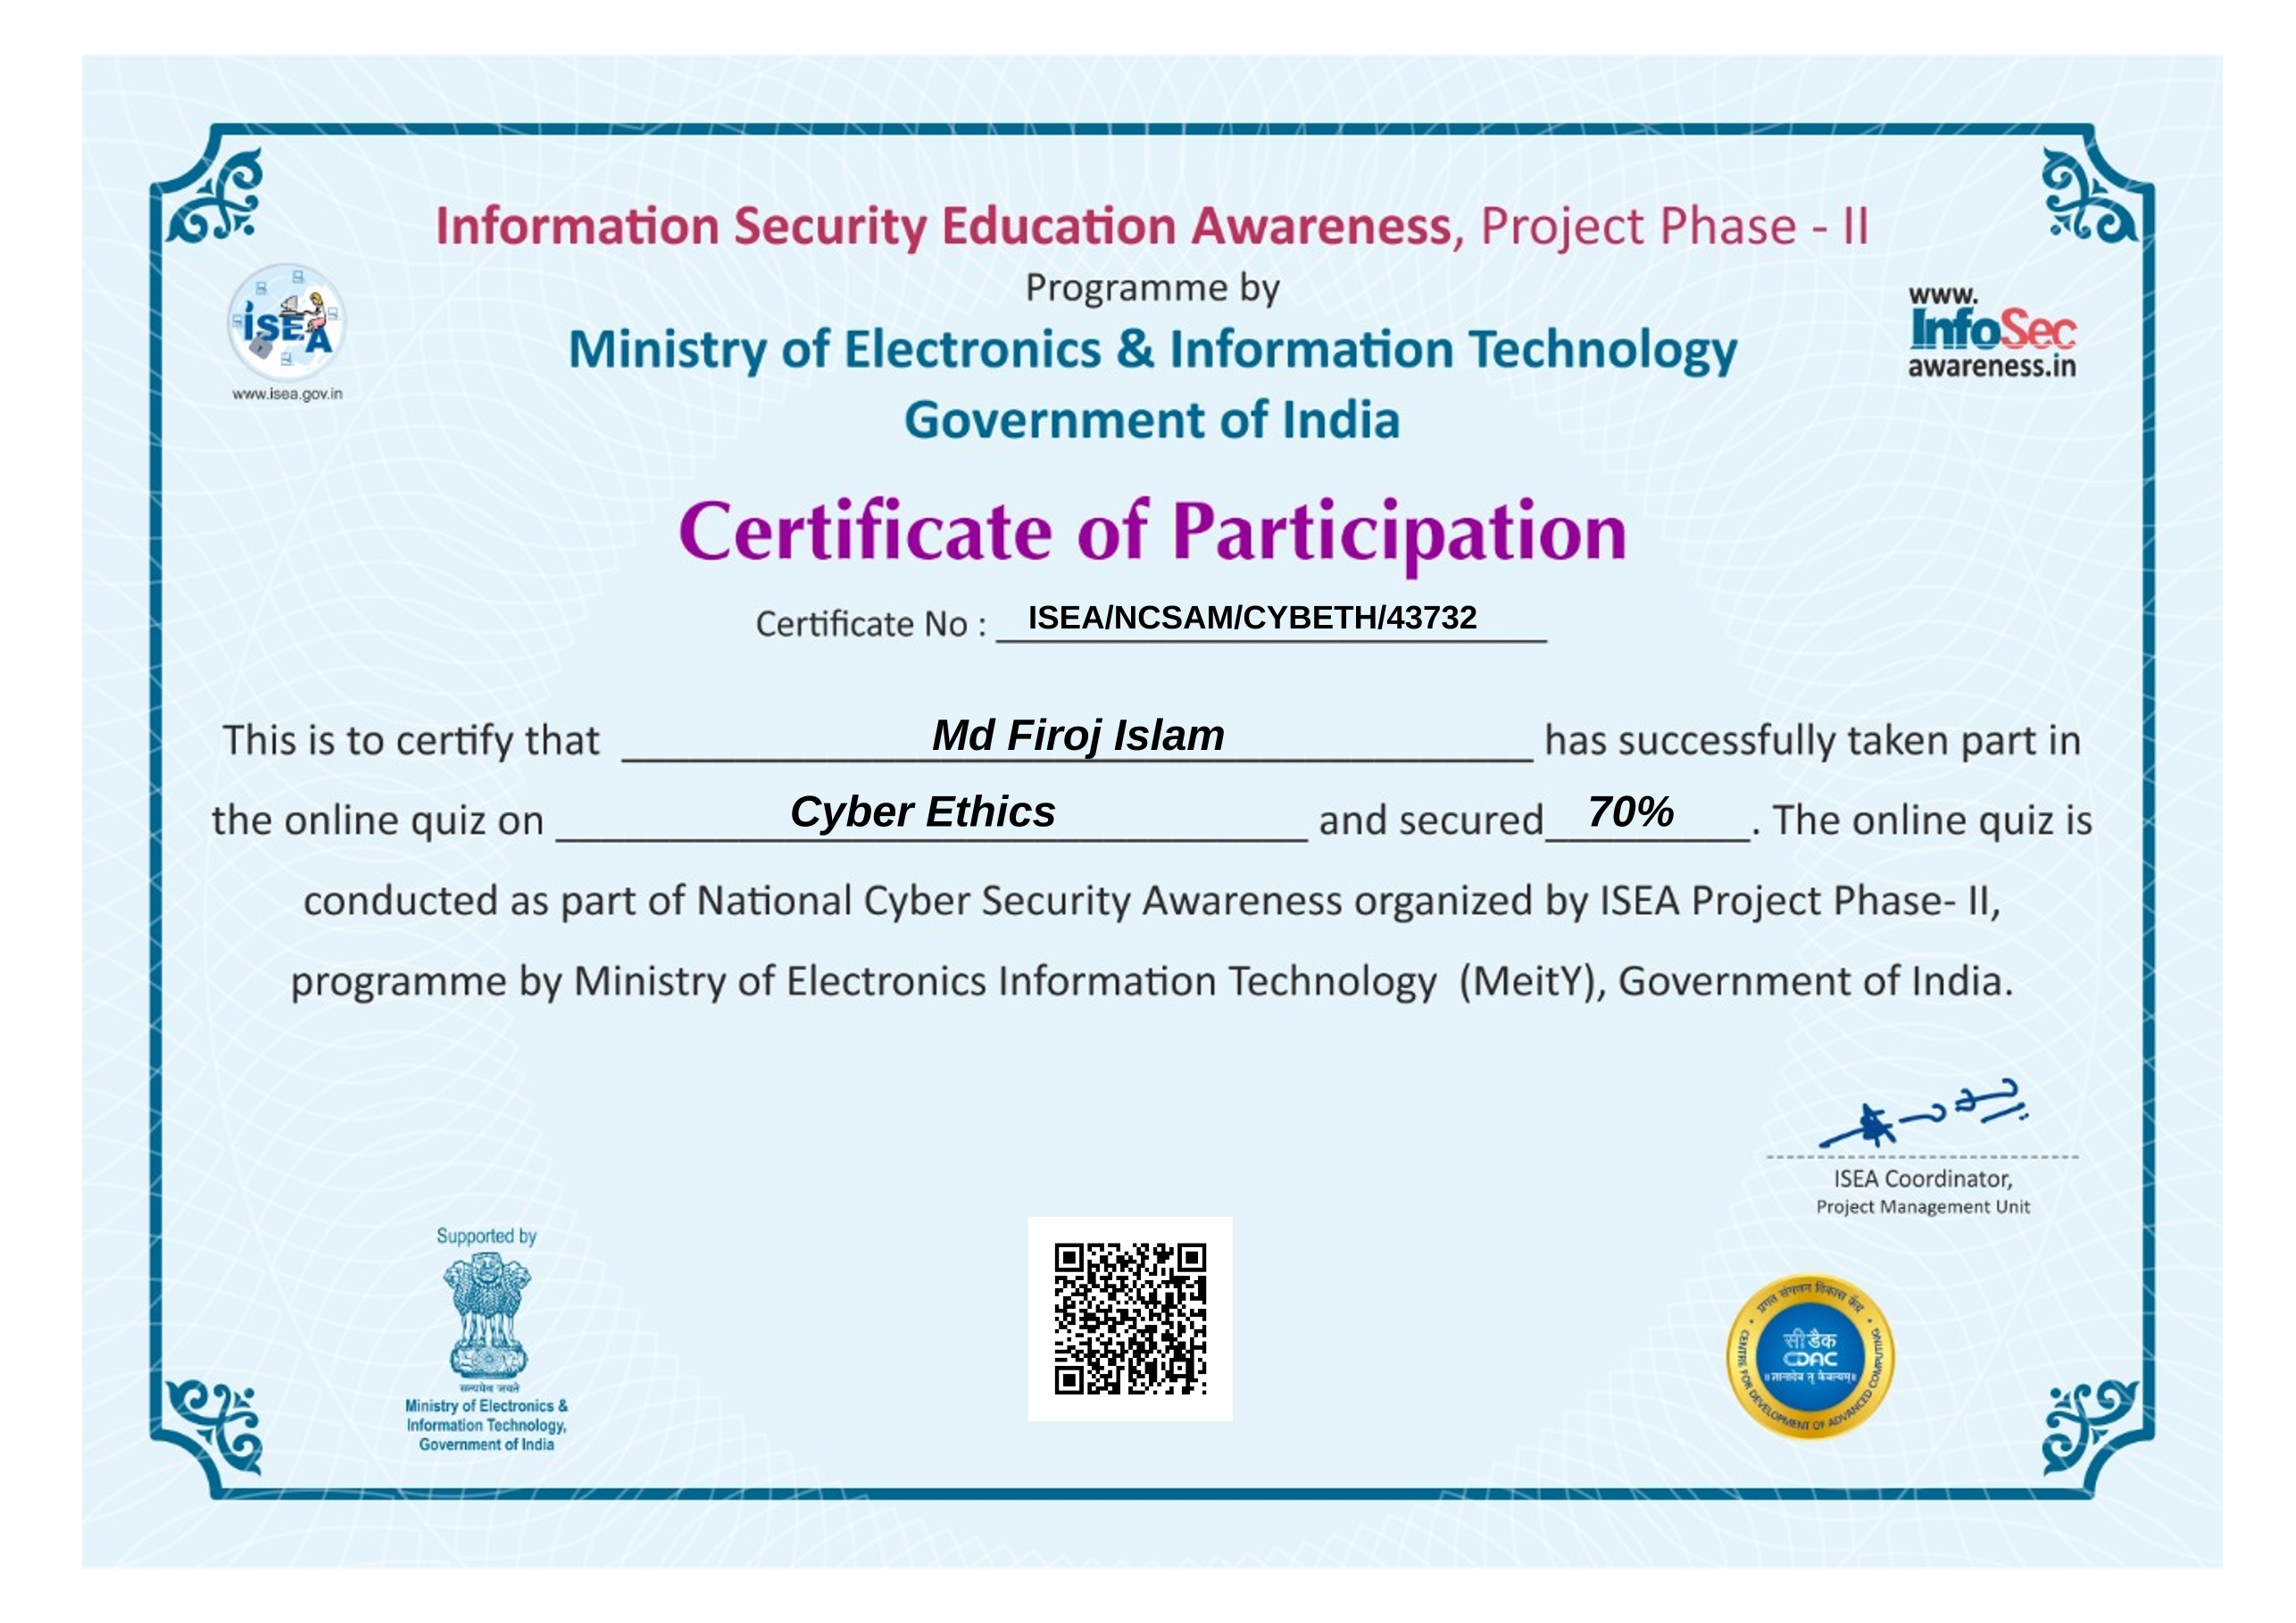 Information Security Education Awareness, Project Phase - II
Programme by
Ministry of Electronics & Information Technology
Government of India
ISEA
www.isea.gov.in
www.
InfoSec
awareness.in
Certificate of Participation
Certificate No : ISEA/NCSAM/CYBETH/43732
This is to certify that Md Firoj Islam has successfully taken part in
the online quiz on Cyber Ethics and secured 70%. The online quiz is
conducted as part of National Cyber Security Awareness organized by ISEA Project Phase- II,
programme by Ministry of Electronics Information Technology (MeitY), Government of India.
ISEA Coordinator,
Project Management Unit
Supported by
सत्यमेव जयते
Ministry of Electronics &
Information Technology,
Government of India
प्रगत संगणन विकास केंद्र
सी डैक
CDAC
॥ ज्ञानादेव तु कैवल्यम् ॥
CENTRE FOR DEVELOPMENT OF ADVANCED COMPUTING